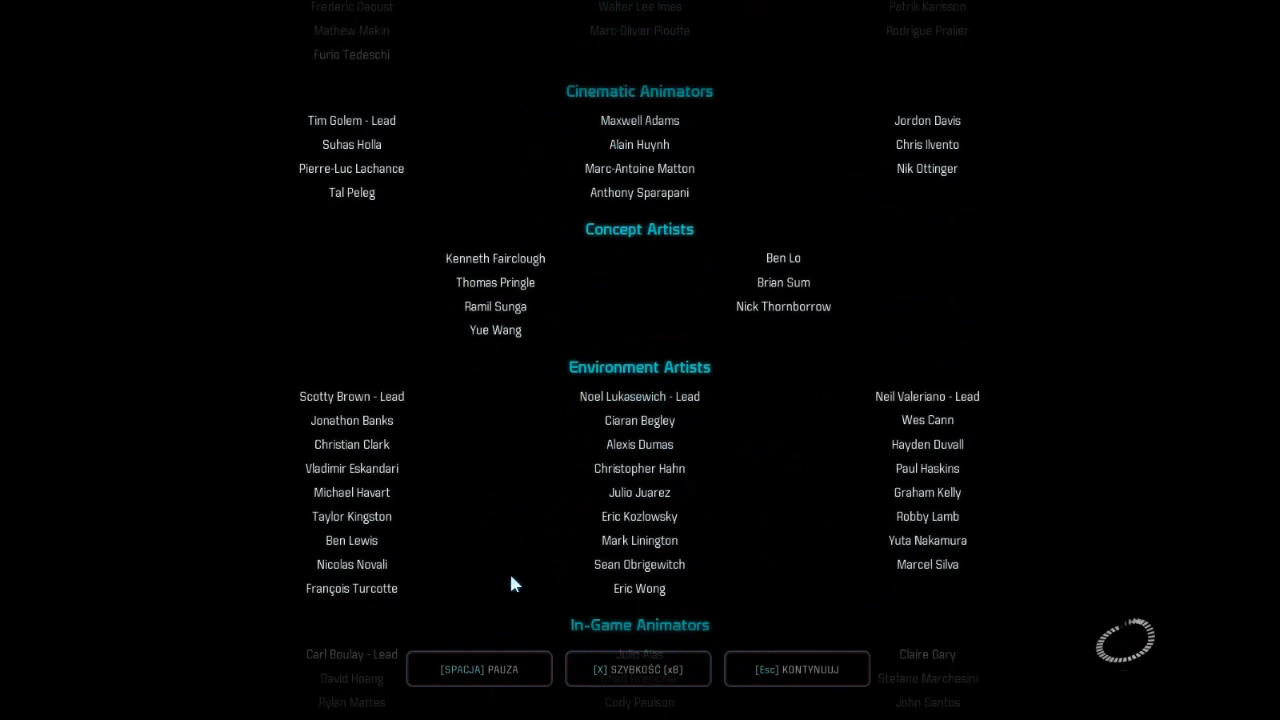 Frederic Daoust Walter Lee Imes Patrik Karlsson
Mathew Makin Marc-Olivier Plouffe Rodrigue Pralier
Furio Tedeschi
Cinematic Animators
Tim Golem - Lead Maxwell Adams Jordon Davis
Suhas Holla Alain Huynh Chris Ilvento
Pierre-Luc Lachance Marc-Antoine Matton Nik Ottinger
Tal Peleg Anthony Sparapani
Concept Artists
Kenneth Fairclough Ben Lo
Thomas Pringle Brian Sum
Ramil Sunga Nick Thornborrow
Yue Wang
Environment Artists
Scotty Brown - Lead Noel Lukasewich - Lead Neil Valeriano - Lead
Jonathon Banks Ciaran Begley Wes Cann
Christian Clark Alexis Dumas Hayden Duvall
Vladimir Eskandari Christopher Hahn Paul Haskins
Michael Havart Julio Juarez Graham Kelly
Taylor Kingston Eric Kozlowsky Robby Lamb
Ben Lewis Mark Linington Yuta Nakamura
Nicolas Novali Sean Obrigewitch Marcel Silva
François Turcotte Eric Wong
In-Game Animators
Carl Boulay - Lead Julio Alas Claire Dary
David Hoang Stefano Marchesini
[SPACJA] PAUZA [X] SZYBKOŚĆ (x8) [Esc] KONTYNUUJ
Rylan Mattes Cody Paulson John Santos